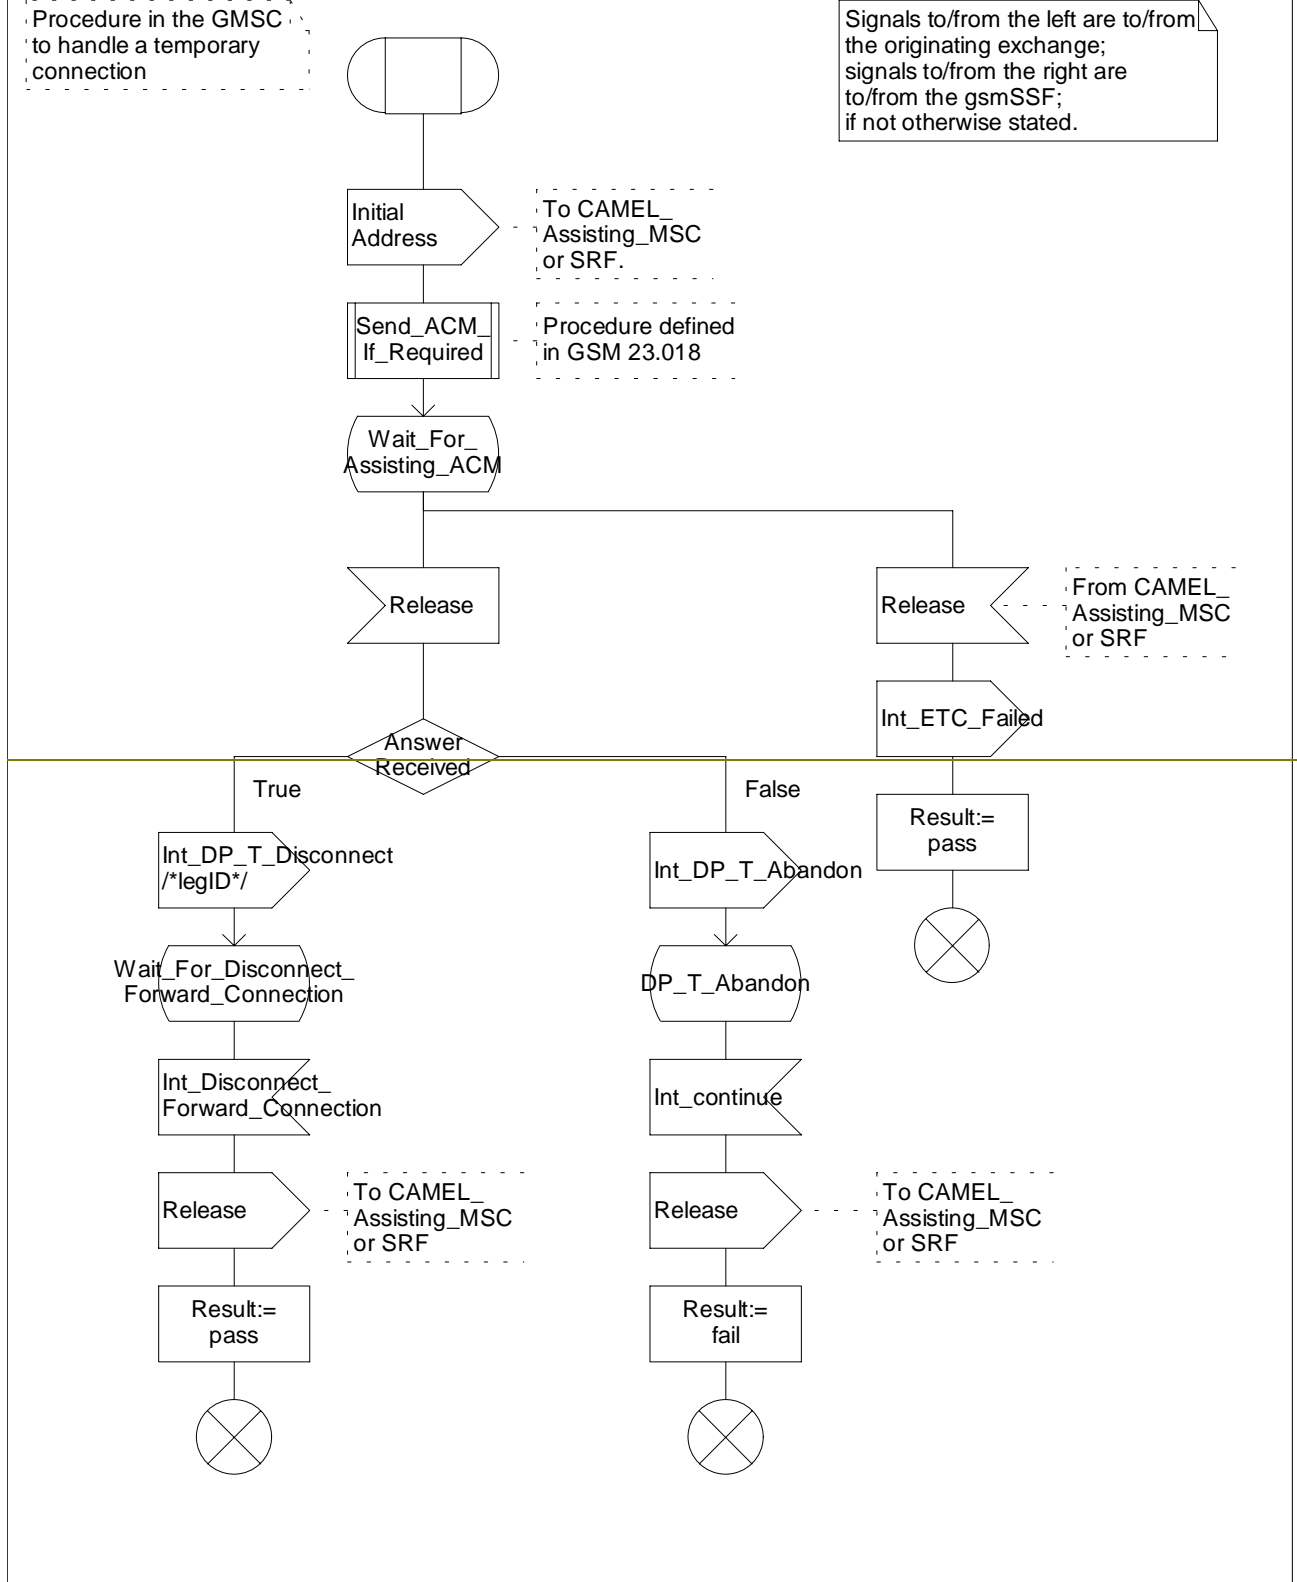 Procedure in the GMSC
to handle a temporary
connection
Signals to/from the left are to/from
the originating exchange;
signals to/from the right are
to/from the gsmSSF;
if not otherwise stated.
Initial
Address
To CAMEL_
Assisting_MSC
or SRF.
Send_ACM_
If_Required
Procedure defined
in GSM 23.018
Wait_For_
Assisting_ACM
Release
Release
From CAMEL_
Assisting_MSC
or SRF
Int_ETC_Failed
Answer
Received
True
False
Result:=
pass
Int_DP_T_Disconnect
/*legID*/
Int_DP_T_Abandon
Wait_For_Disconnect_
Forward_Connection
DP_T_Abandon
Int_Disconnect_
Forward_Connection
Int_continue
Release
To CAMEL_
Assisting_MSC
or SRF
Release
To CAMEL_
Assisting_MSC
or SRF
Result:=
pass
Result:=
fail